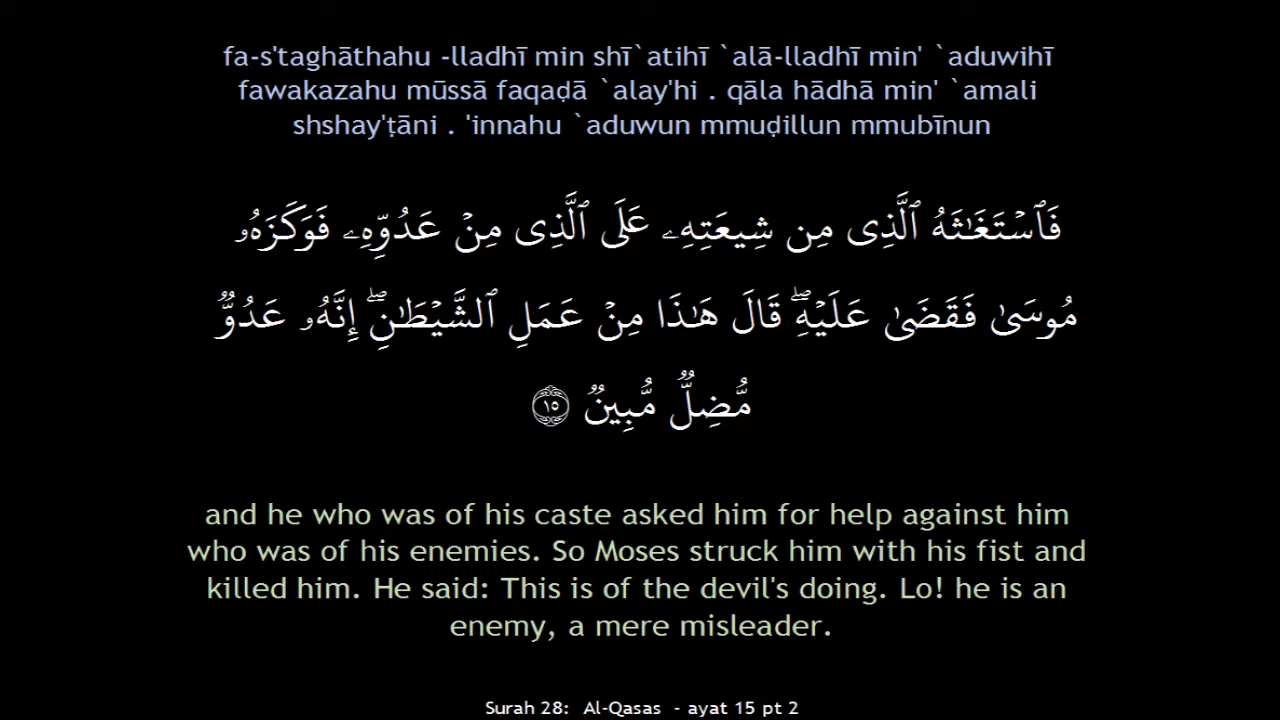 fa-s'taghāthahu -lladhī min shī`atihī `alā-lladhī min' `aduwihī
fawakazahu mūssā faqaḍā `alay'hi . qāla hādhā min' `amali
shshay'ṭāni . 'innahu `aduwun mmuḍillun mmubīnun
فَٱسْتَغَـٰثَهُ ٱلَّذِى مِن شِيعَتِهِۦ عَلَى ٱلَّذِى مِنْ عَدُوِّهِۦ فَوَكَزَهُۥ
مُوسَىٰ فَقَضَىٰ عَلَيْهِ ۖ قَالَ هَـٰذَا مِنْ عَمَلِ ٱلشَّيْطَـٰنِ ۖ إِنَّهُۥ عَدُوٌّ
مُّضِلٌّ مُّبِينٌ ١٥
and he who was of his caste asked him for help against him
who was of his enemies. So Moses struck him with his fist and
killed him. He said: This is of the devil's doing. Lo! he is an
enemy, a mere misleader.
Surah 28: Al-Qasas - ayat 15 pt 2